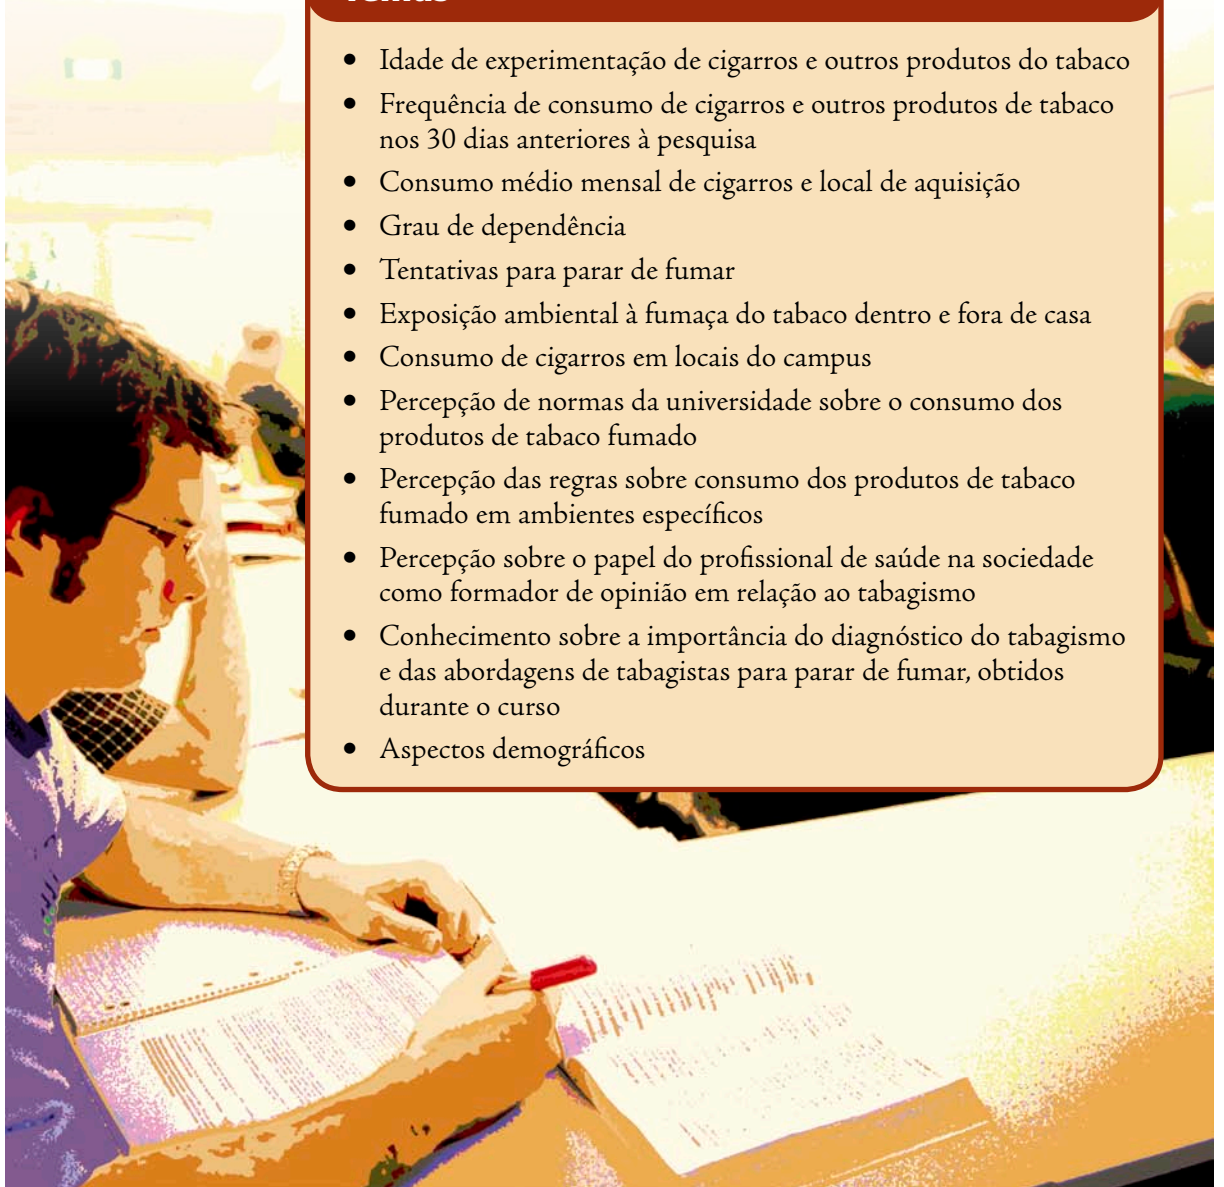 Temas
• Idade de experimentação de cigarros e outros produtos do tabaco
• Frequência de consumo de cigarros e outros produtos de tabaco
nos 30 dias anteriores à pesquisa
• Consumo médio mensal de cigarros e local de aquisição
• Grau de dependência
• Tentativas para parar de fumar
• Exposição ambiental à fumaça do tabaco dentro e fora de casa
• Consumo de cigarros em locais do campus
• Percepção de normas da universidade sobre o consumo dos
produtos de tabaco fumado
• Percepção das regras sobre consumo dos produtos de tabaco
fumado em ambientes específicos
• Percepção sobre o papel do profissional de saúde na sociedade
como formador de opinião em relação ao tabagismo
• Conhecimento sobre a importância do diagnóstico do tabagismo
e das abordagens de tabagistas para parar de fumar, obtidos
durante o curso
• Aspectos demográficos